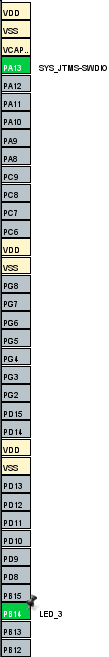 VDD
VSS
VCAP..
PA13 SYS_JTMS-SWDIO
PA12
PA11
PA10
PA9
PA8
PC9
PC8
PC7
PC6
VDD
VSS
PG8
PG7
PG6
PG5
PG4
PG3
PG2
PD15
PD14
VDD
VSS
PD13
PD12
PD11
PD10
PD9
PD8
PB15
PB14 LED_3
PB13
PB12